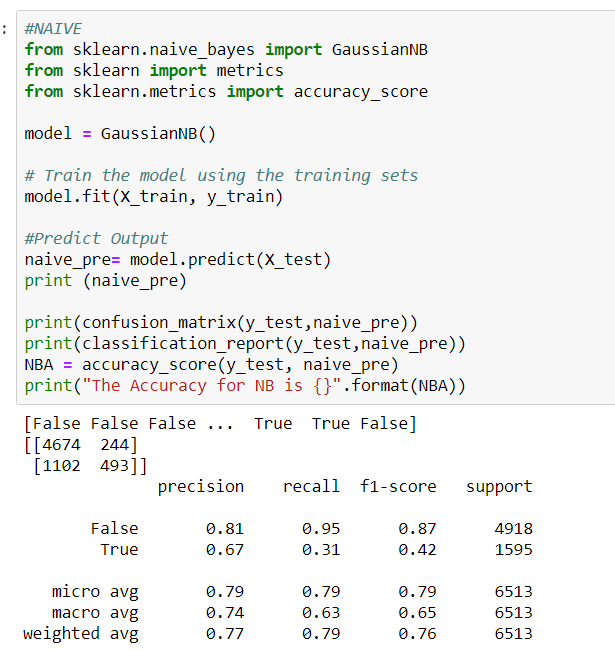 : #NAIVE
from sklearn.naive_bayes import GaussianNB
from sklearn import metrics
from sklearn.metrics import accuracy_score
model = GaussianNB()
# Train the model using the training sets
model.fit(X_train, y_train)
#Predict Output
naive_pre= model.predict(X_test)
print (naive_pre)
print(confusion_matrix(y_test,naive_pre))
print(classification_report(y_test,naive_pre))
NBA = accuracy_score(y_test, naive_pre)
print("The Accuracy for NB is {}".format(NBA))
[False False False ...  True  True False]
[[4674  244]
 [1102  493]]
              precision    recall  f1-score   support
       False       0.81      0.95      0.87      4918
        True       0.67      0.31      0.42      1595
   micro avg       0.79      0.79      0.79      6513
   macro avg       0.74      0.63      0.65      6513
weighted avg       0.77      0.79      0.76      6513